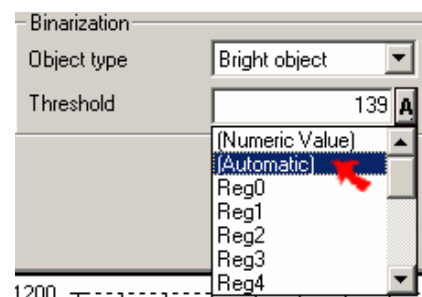 Binarization
Object type Bright object
Threshold 139 A
(Numeric Value)
(Automatic)
Reg0
Reg1
Reg2
Reg3
Reg4
1200